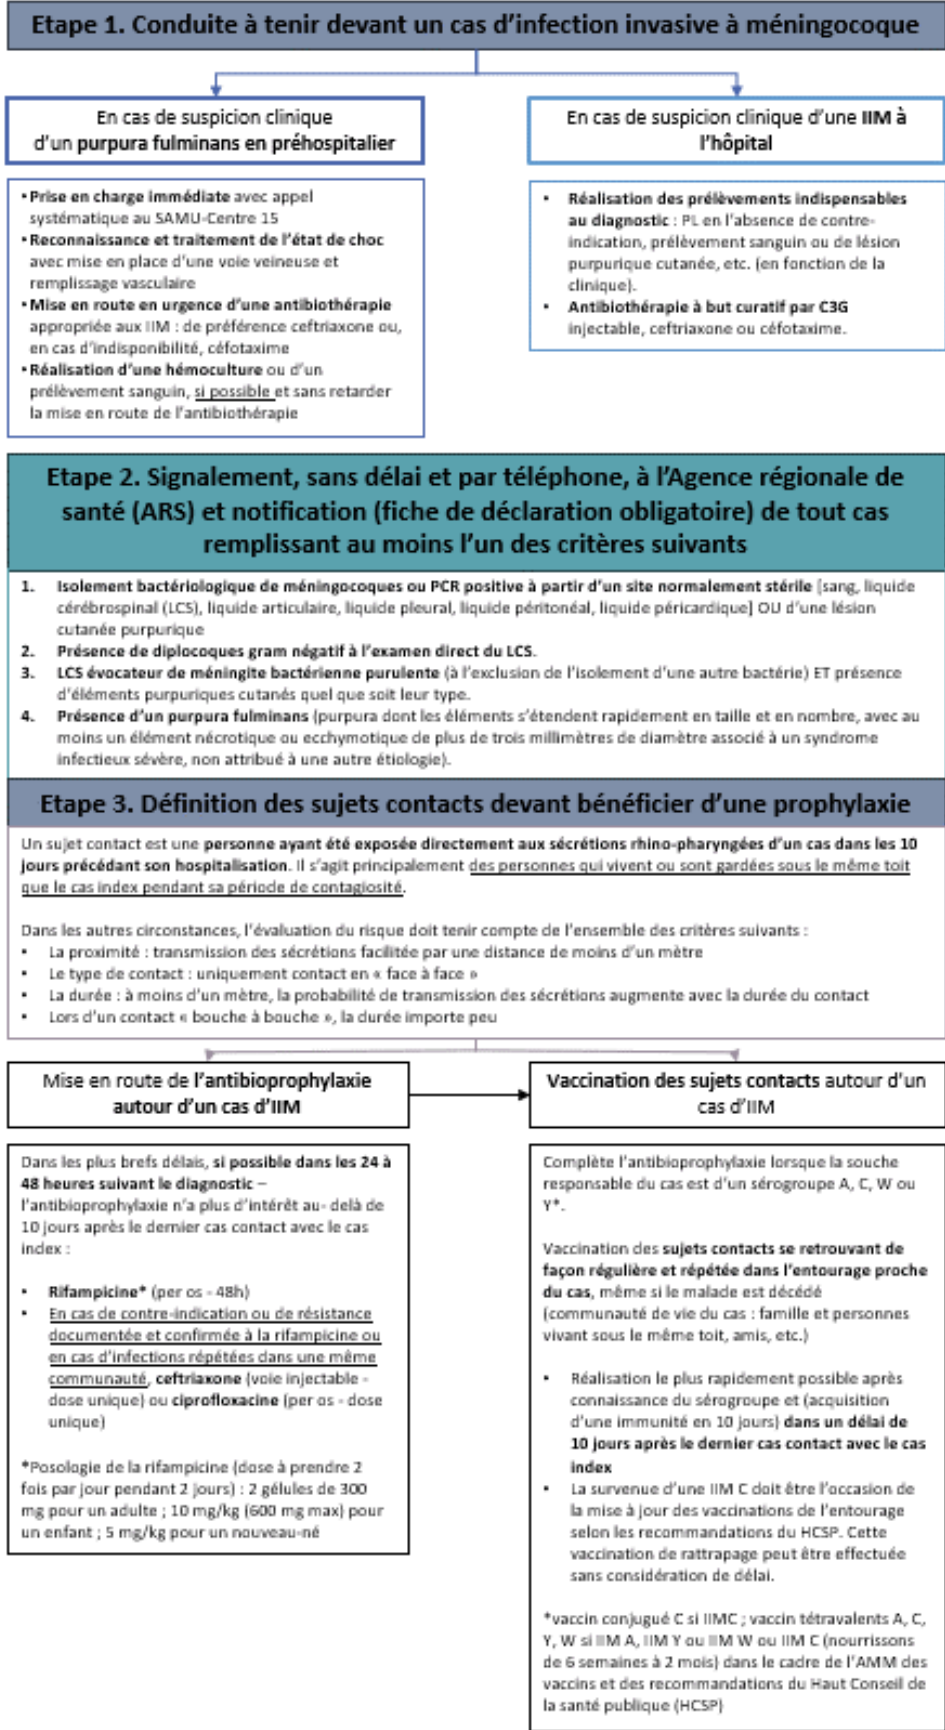 Etape 1. Conduite à tenir devant un cas d'infection invasive à méningocoque
En cas de suspicion clinique
d'un purpura fulminans en préhospitalier
En cas de suspicion clinique d'une IIM à
l'hôpital
• Prise en charge immédiate avec appel
systématique au SAMU-Centre 15
• Reconnaissance et traitement de l'état de choc
avec mise en place d'une voie veineuse et
remplissage vasculaire
• Mise en route en urgence d'une antibiothérapie
appropriée aux IIM : de préférence ceftriaxone ou,
en cas d'indisponibilité, céfotaxime
• Réalisation d'une hémoculture ou d'un
prélèvement sanguin, si possible et sans retarder
la mise en route de l'antibiothérapie
• Réalisation des prélèvements indispensables
au diagnostic : PL en l'absence de contre-
indication, prélèvement sanguin ou de lésion
purpurique cutanée, etc. (en fonction de la
clinique).
• Antibiothérapie à but curatif par C3G
injectable, ceftriaxone ou céfotaxime.
Etape 2. Signalement, sans délai et par téléphone, à l'Agence régionale de
santé (ARS) et notification (fiche de déclaration obligatoire) de tout cas
remplissant au moins l'un des critères suivants
1. Isolement bactériologique de méningocoques ou PCR positive à partir d'un site normalement stérile [sang, liquide
cérébrospinal (LCS), liquide articulaire, liquide pleural, liquide péritonéal, liquide péricardique] OU d'une lésion
cutanée purpurique
2. Présence de diplocoques gram négatif à l'examen direct du LCS.
3. LCS évocateur de méningite bactérienne purulente (à l'exclusion de l'isolement d'une autre bactérie) ET présence
d'éléments purpuriques cutanés quel que soit leur type.
4. Présence d'un purpura fulminans (purpura dont les éléments s'étendent rapidement en taille et en nombre, avec au
moins un élément nécrotique ou ecchymotique de plus de trois millimètres de diamètre associé à un syndrome
infectieux sévère, non attribué à une autre étiologie).
Etape 3. Définition des sujets contacts devant bénéficier d'une prophylaxie
Un sujet contact est une personne ayant été exposée directement aux sécrétions rhino-pharyngées d'un cas dans les 10
jours précédant son hospitalisation. Il s'agit principalement des personnes qui vivent ou sont gardées sous le même toit
que le cas index pendant sa période de contagiosité.
Dans les autres circonstances, l'évaluation du risque doit tenir compte de l'ensemble des critères suivants :
• La proximité : transmission des sécrétions facilitée par une distance de moins d'un mètre
• Le type de contact : uniquement contact en « face à face »
• La durée : à moins d'un mètre, la probabilité de transmission des sécrétions augmente avec la durée du contact
• Lors d'un contact « bouche à bouche », la durée importe peu
Mise en route de l'antibioprophylaxie
autour d'un cas d'IIM
Vaccination des sujets contacts autour d'un
cas d'IIM
Dans les plus brefs délais, si possible dans les 24 à
48 heures suivant le diagnostic –
l'antibioprophylaxie n'a plus d'intérêt au- delà de
10 jours après le dernier cas contact avec le cas
index :
• Rifampicine* (per os - 48h)
• En cas de contre-indication ou de résistance
documentée et confirmée à la rifampicine ou
en cas d'infections répétées dans une même
communauté, ceftriaxone (voie injectable -
dose unique) ou ciprofloxacine (per os - dose
unique)
*Posologie de la rifampicine (dose à prendre 2
fois par jour pendant 2 jours) : 2 gélules de 300
mg pour un adulte ; 10 mg/kg (600 mg max) pour
un enfant ; 5 mg/kg pour un nouveau-né
Complète l'antibioprophylaxie lorsque la souche
responsable du cas est d'un sérogroupe A, C, W ou
Y*.
Vaccination des sujets contacts se retrouvant de
façon régulière et répétée dans l'entourage proche
du cas, même si le malade est décédé
(communauté de vie du cas : famille et personnes
vivant sous le même toit, amis, etc.)
• Réalisation le plus rapidement possible après
connaissance du sérogroupe et (acquisition
d'une immunité en 10 jours) dans un délai de
10 jours après le dernier cas contact avec le cas
index
• La survenue d'une IIM C doit être l'occasion de
la mise à jour des vaccinations de l'entourage
selon les recommandations du HCSP. Cette
vaccination de rattrapage peut être effectuée
sans considération de délai.
*vaccin conjugué C si IIMC ; vaccin tétravalents A, C,
Y, W si IIM A, IIM Y ou IIM W ou IIM C (nourrissons
de 6 semaines à 2 mois) dans le cadre de l'AMM des
vaccins et des recommandations du Haut Conseil de
la santé publique (HCSP)